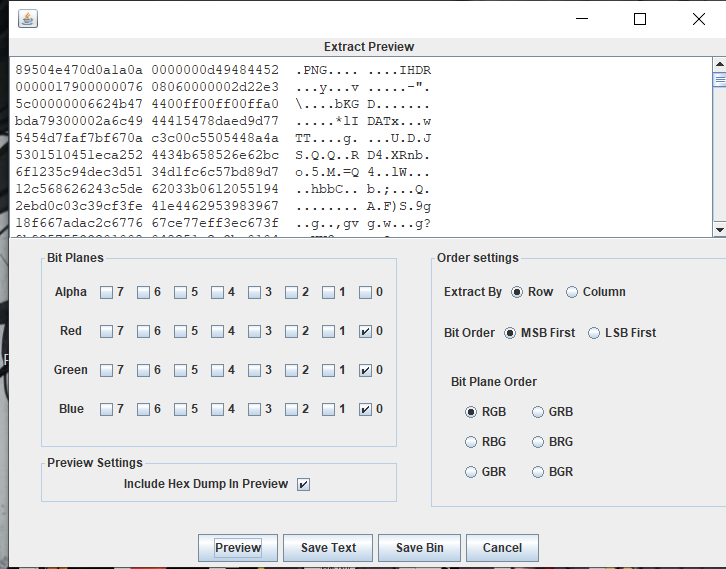 Extract Preview
89504e470d0a1a0a 0000000d49484452 .PNG.... ....IHDR
0000017900000076 08060000002d22e3 ...y...v .....-".
5c00000006624b47 4400ff00ff00ffa0 \....bKG D.......
bda79300002a6c49 44415478daed9d77 .....*lI DATx...w
5454d7faf7bf670a c3c00c5505448a4a TT....g. ...U.D.J
5301510451eca252 4434b658526e62bc S.Q.Q..R D4.XRnb.
6f1235c94dec3d51 34d1fc6c57bd89d7 o.5.M.=Q 4..lW...
12c568626243c5de 62033b0612055194 ..hbbC.. b.;...Q.
2ebd0c03c39cf3fe 41e4462953983967 ........ A.F)S.9g
18f667adac2c6776 67ce77eff3ec673f ..g..,gv g.w...g?
Bit Planes
Alpha 7 6 5 4 3 2 1 0
Red 7 6 5 4 3 2 1 0
Green 7 6 5 4 3 2 1 0
Blue 7 6 5 4 3 2 1 0
Preview Settings
Include Hex Dump In Preview
Order settings
Extract By Row Column
Bit Order MSB First LSB First
Bit Plane Order
RGB GRB
RBG BRG
GBR BGR
Preview Save Text Save Bin Cancel